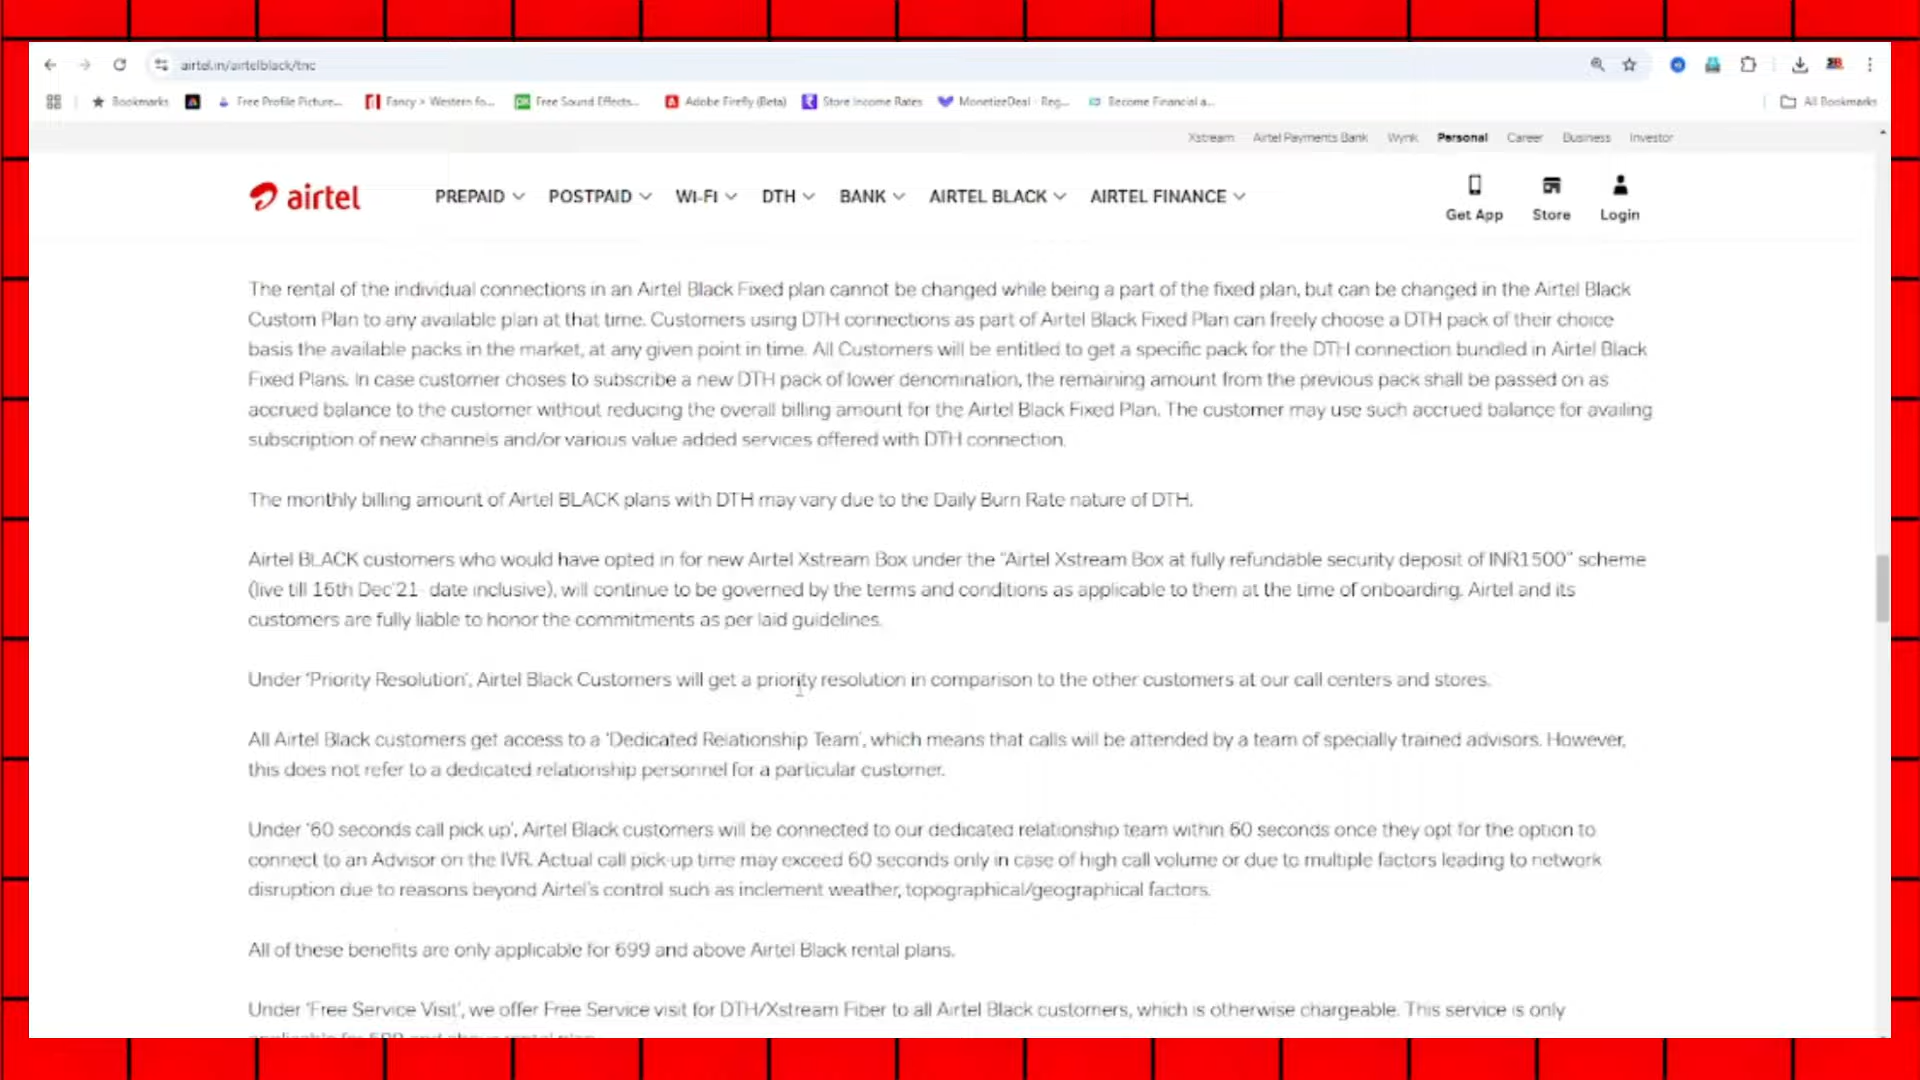 airtel.in/airtelblack/tnc
Bookmarks Free Profile Picture... Fancy > Western fo... Free Sound Effects... Adobe Firefly (Beta) Store Income Rates MonetizeDeal - Reg... Become Financial a... All Bookmarks
Xstream Airtel Payments Bank Wynk Personal Career Business Investor
airtel PREPAID POSTPAID WI-FI DTH BANK AIRTEL BLACK AIRTEL FINANCE Get App Store Login
The rental of the individual connections in an Airtel Black Fixed plan cannot be changed while being a part of the fixed plan, but can be changed in the Airtel Black
Custom Plan to any available plan at that time. Customers using DTH connections as part of Airtel Black Fixed Plan can freely choose a DTH pack of their choice
basis the available packs in the market, at any given point in time. All Customers will be entitled to get a specific pack for the DTH connection bundled in Airtel Black
Fixed Plans. In case customer choses to subscribe a new DTH pack of lower denomination, the remaining amount from the previous pack shall be passed on as
accrued balance to the customer without reducing the overall billing amount for the Airtel Black Fixed Plan. The customer may use such accrued balance for availing
subscription of new channels and/or various value added services offered with DTH connection.
The monthly billing amount of Airtel BLACK plans with DTH may vary due to the Daily Burn Rate nature of DTH.
Airtel BLACK customers who would have opted in for new Airtel Xstream Box under the "Airtel Xstream Box at fully refundable security deposit of INR1500" scheme
(live till 16th Dec'21- date inclusive), will continue to be governed by the terms and conditions as applicable to them at the time of onboarding. Airtel and its
customers are fully liable to honor the commitments as per laid guidelines.
Under 'Priority Resolution', Airtel Black Customers will get a priority resolution in comparison to the other customers at our call centers and stores.
All Airtel Black customers get access to a 'Dedicated Relationship Team', which means that calls will be attended by a team of specially trained advisors. However,
this does not refer to a dedicated relationship personnel for a particular customer.
Under '60 seconds call pick up', Airtel Black customers will be connected to our dedicated relationship team within 60 seconds once they opt for the option to
connect to an Advisor on the IVR. Actual call pick-up time may exceed 60 seconds only in case of high call volume or due to multiple factors leading to network
disruption due to reasons beyond Airtel's control such as inclement weather, topographical/geographical factors.
All of these benefits are only applicable for 699 and above Airtel Black rental plans.
Under 'Free Service Visit', we offer Free Service visit for DTH/Xstream Fiber to all Airtel Black customers, which is otherwise chargeable. This service is only